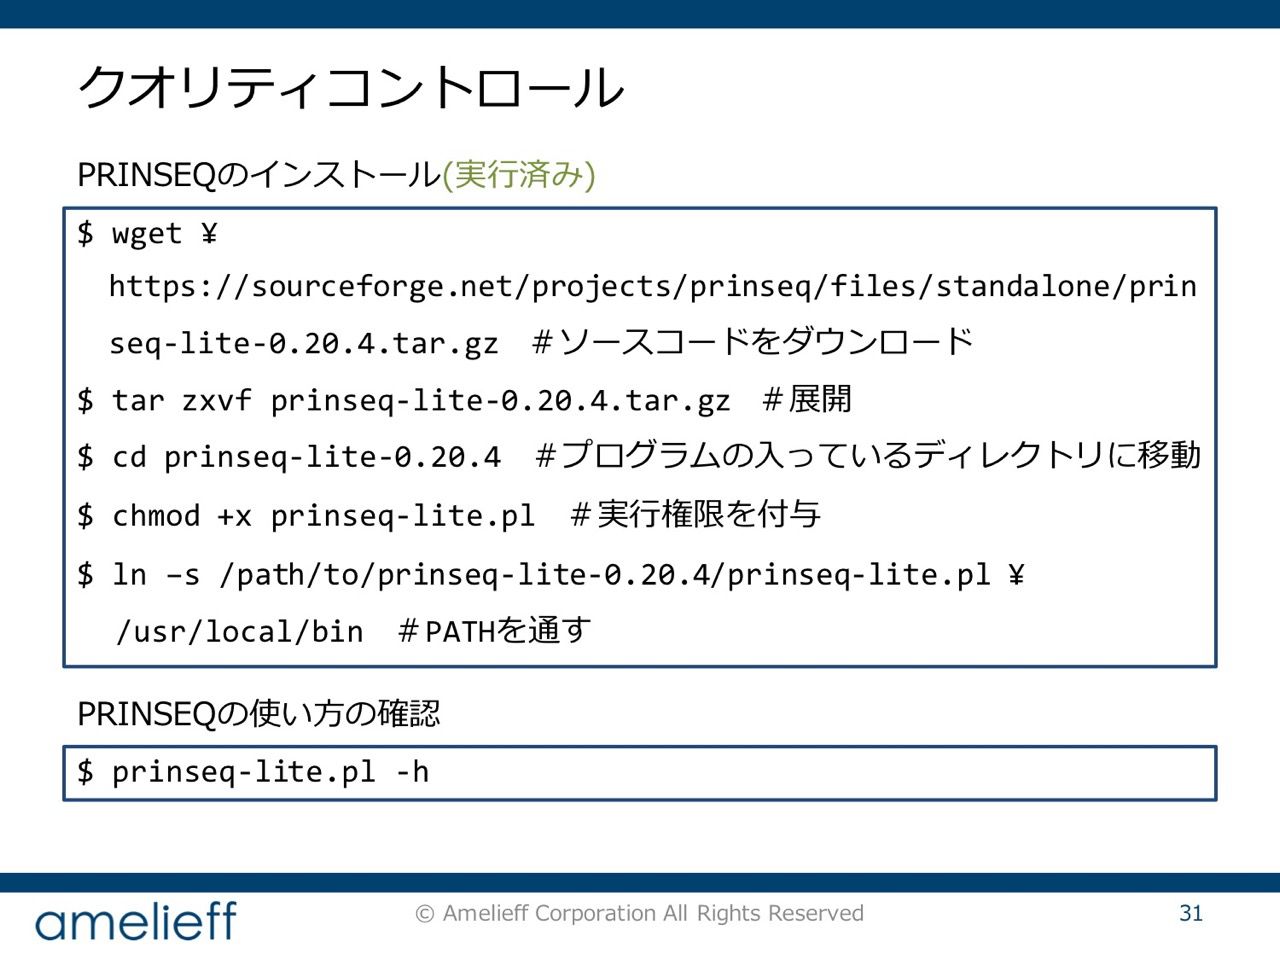 クオリティコントロール
PRINSEQのインストール(実行済み)
$ wget ¥
https://sourceforge.net/projects/prinseq/files/standalone/prin
seq-lite-0.20.4.tar.gz　＃ソースコードをダウンロード
$ tar zxvf prinseq-lite-0.20.4.tar.gz　＃展開
$ cd prinseq-lite-0.20.4　＃プログラムの入っているディレクトリに移動
$ chmod +x prinseq-lite.pl　＃実行権限を付与
$ ln –s /path/to/prinseq-lite-0.20.4/prinseq-lite.pl ¥
/usr/local/bin　＃PATHを通す
PRINSEQの使い方の確認
$ prinseq-lite.pl -h
amelieff
© Amelieff Corporation All Rights Reserved
31